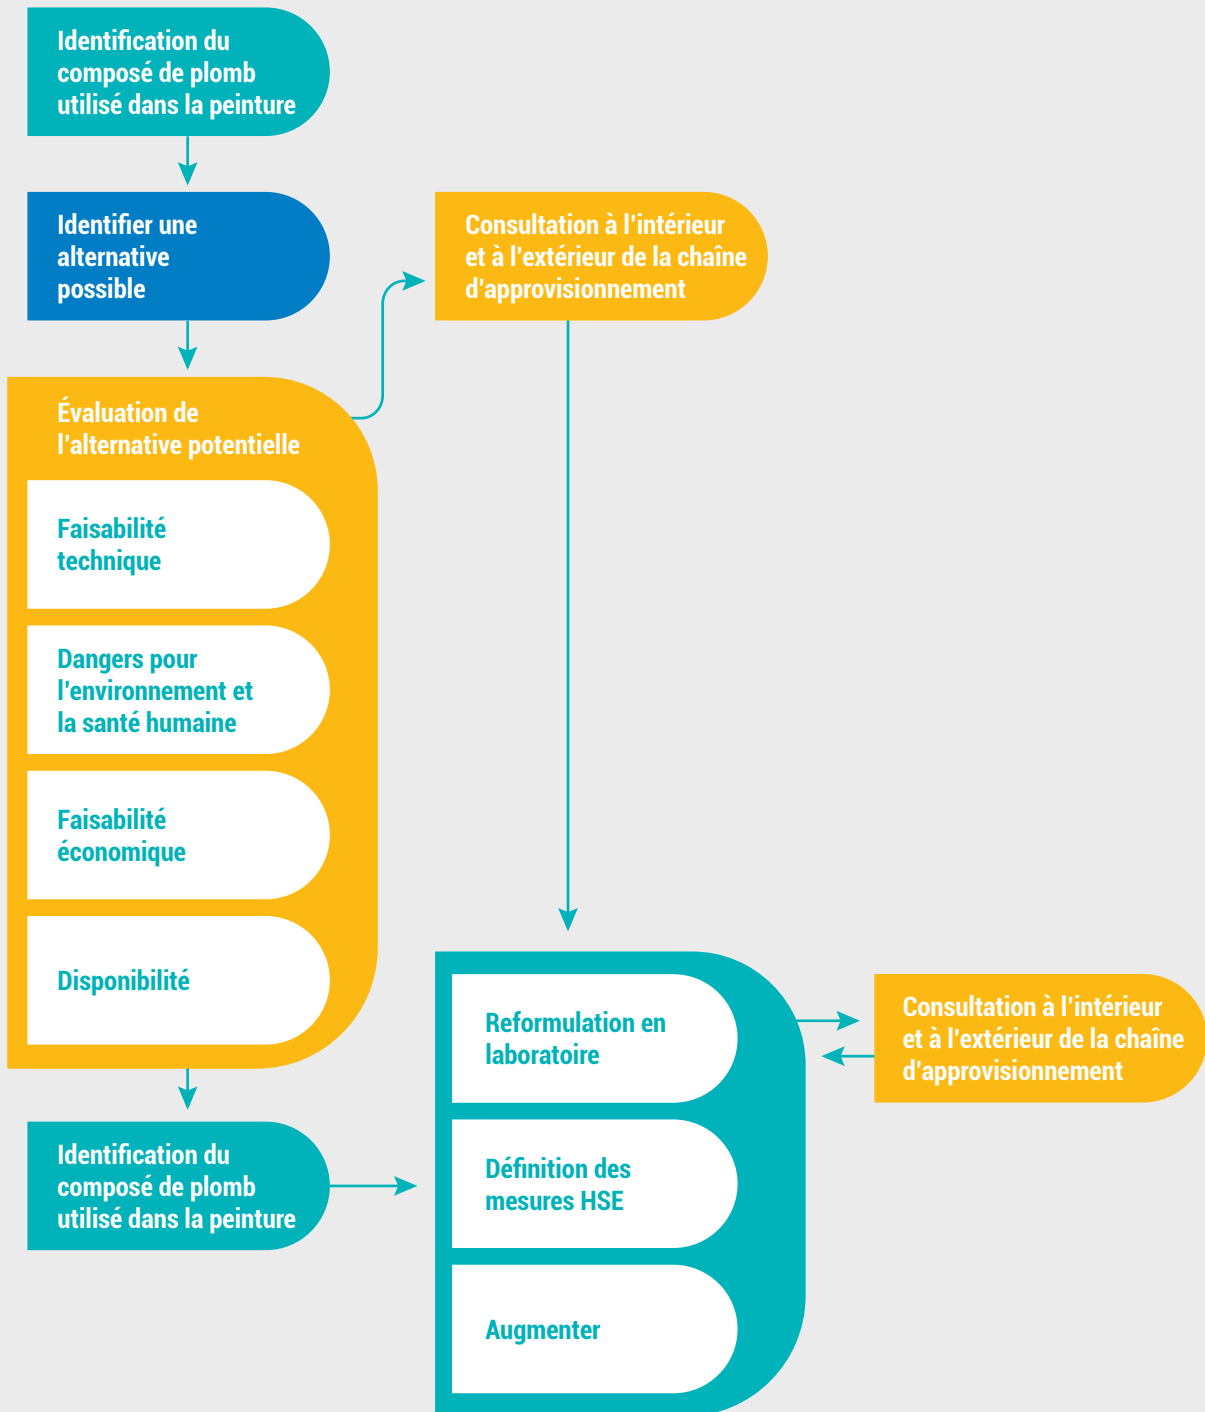 Identification du
composé de plomb
utilisé dans la peinture
Identifier une
alternative
possible
Consultation à l'intérieur
et à l'extérieur de la chaîne
d'approvisionnement
Évaluation de
l'alternative potentielle
Faisabilité
technique
Dangers pour
l'environnement et
la santé humaine
Faisabilité
économique
Disponibilité
Identification du
composé de plomb
utilisé dans la peinture
Reformulation en
laboratoire
Définition des
mesures HSE
Augmenter
Consultation à l'intérieur
et à l'extérieur de la chaîne
d'approvisionnement